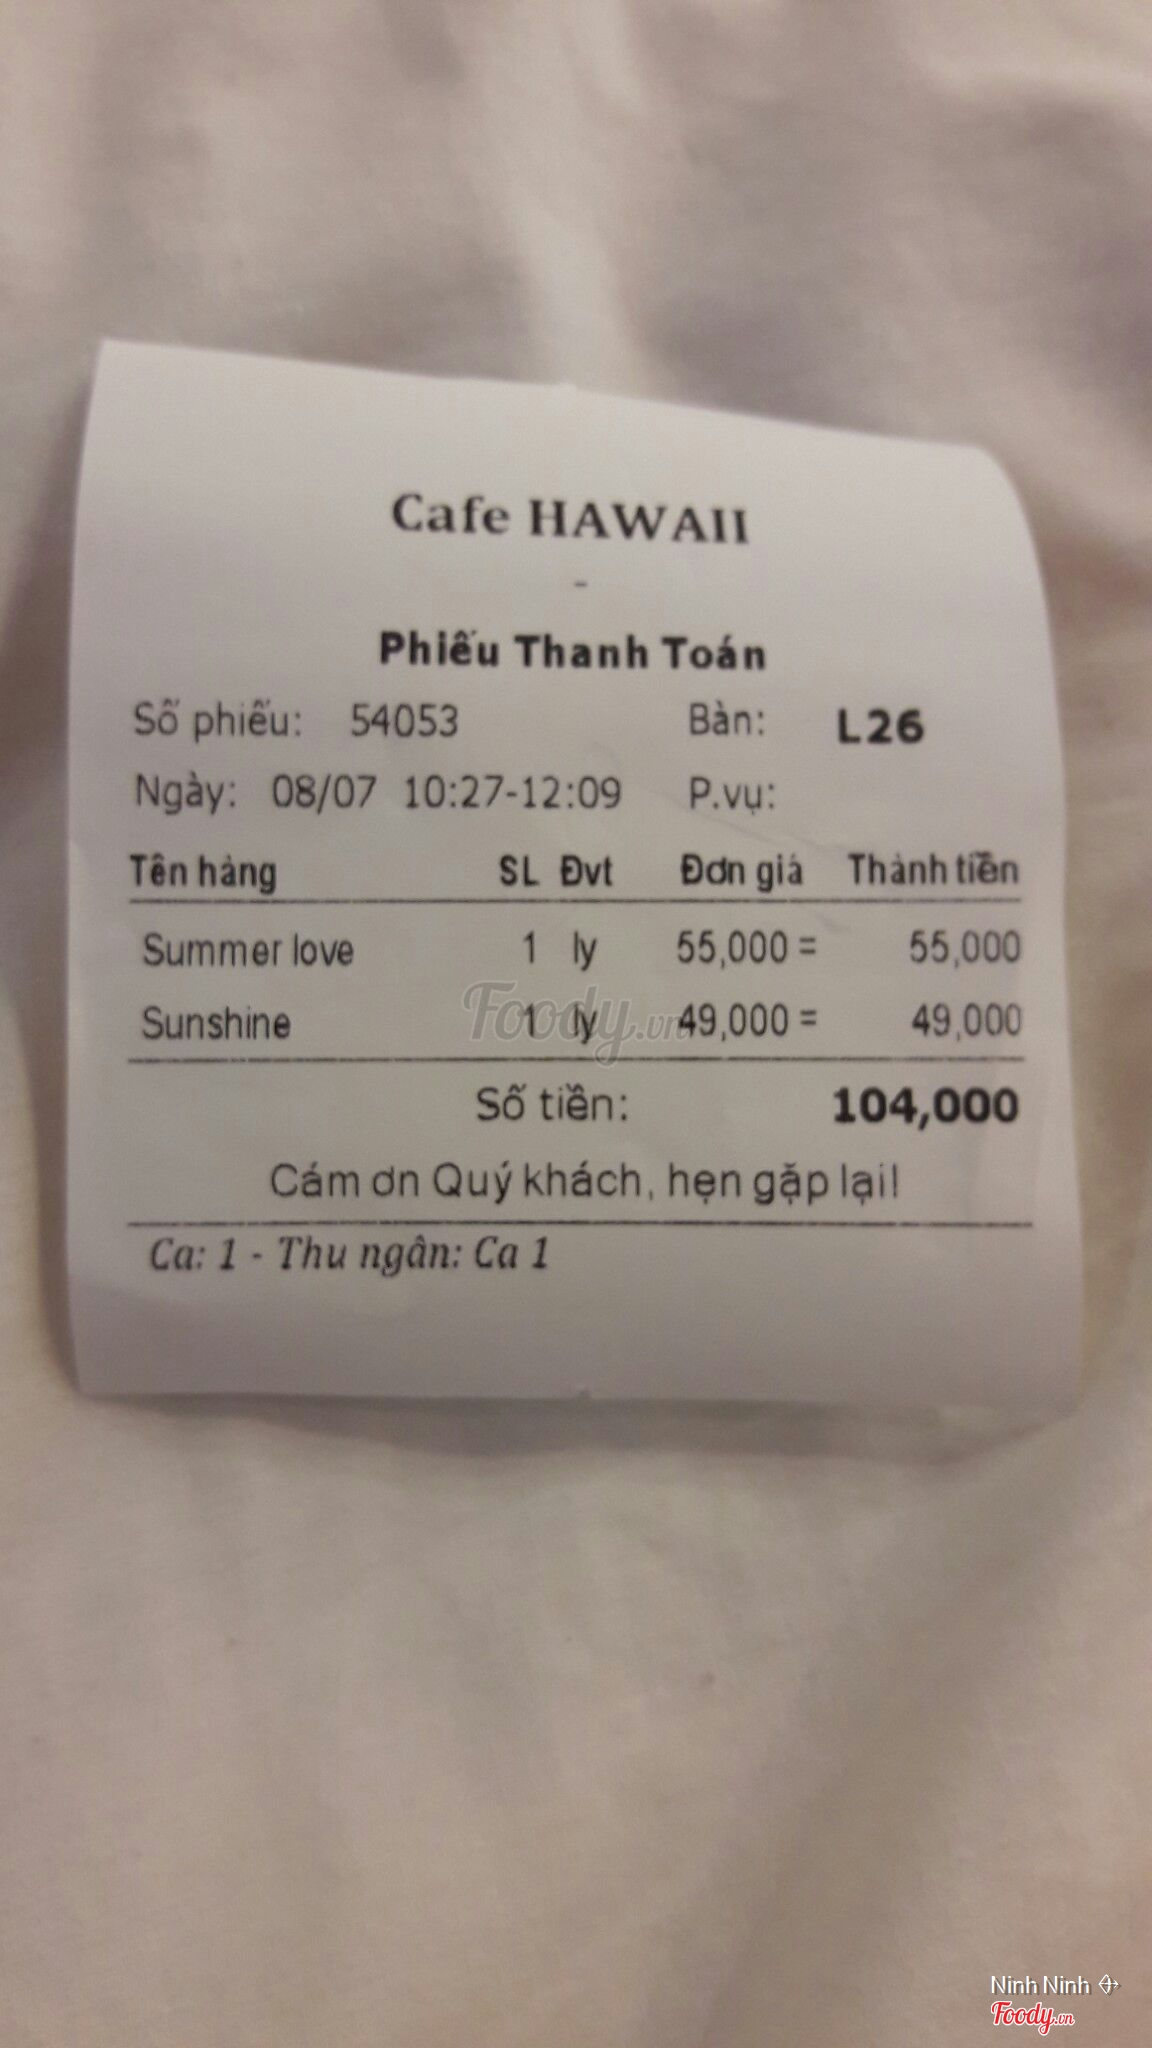 Cafe HAWAII
-
Phiếu Thanh Toán
Số phiếu: 54053 Bàn: L26
Ngày: 08/07 10:27-12:09 P.vụ:
Tên hàng SL Đvt Đơn giá Thành tiền
Summer love 1 ly 55,000 = 55,000
Sunshine 1 ly 49,000 = 49,000
Foody.vn
Số tiền: 104,000
Cám ơn Quý khách, hẹn gặp lại!
Ca: 1 - Thu ngân: Ca 1
Ninh Ninh
Foody.vn